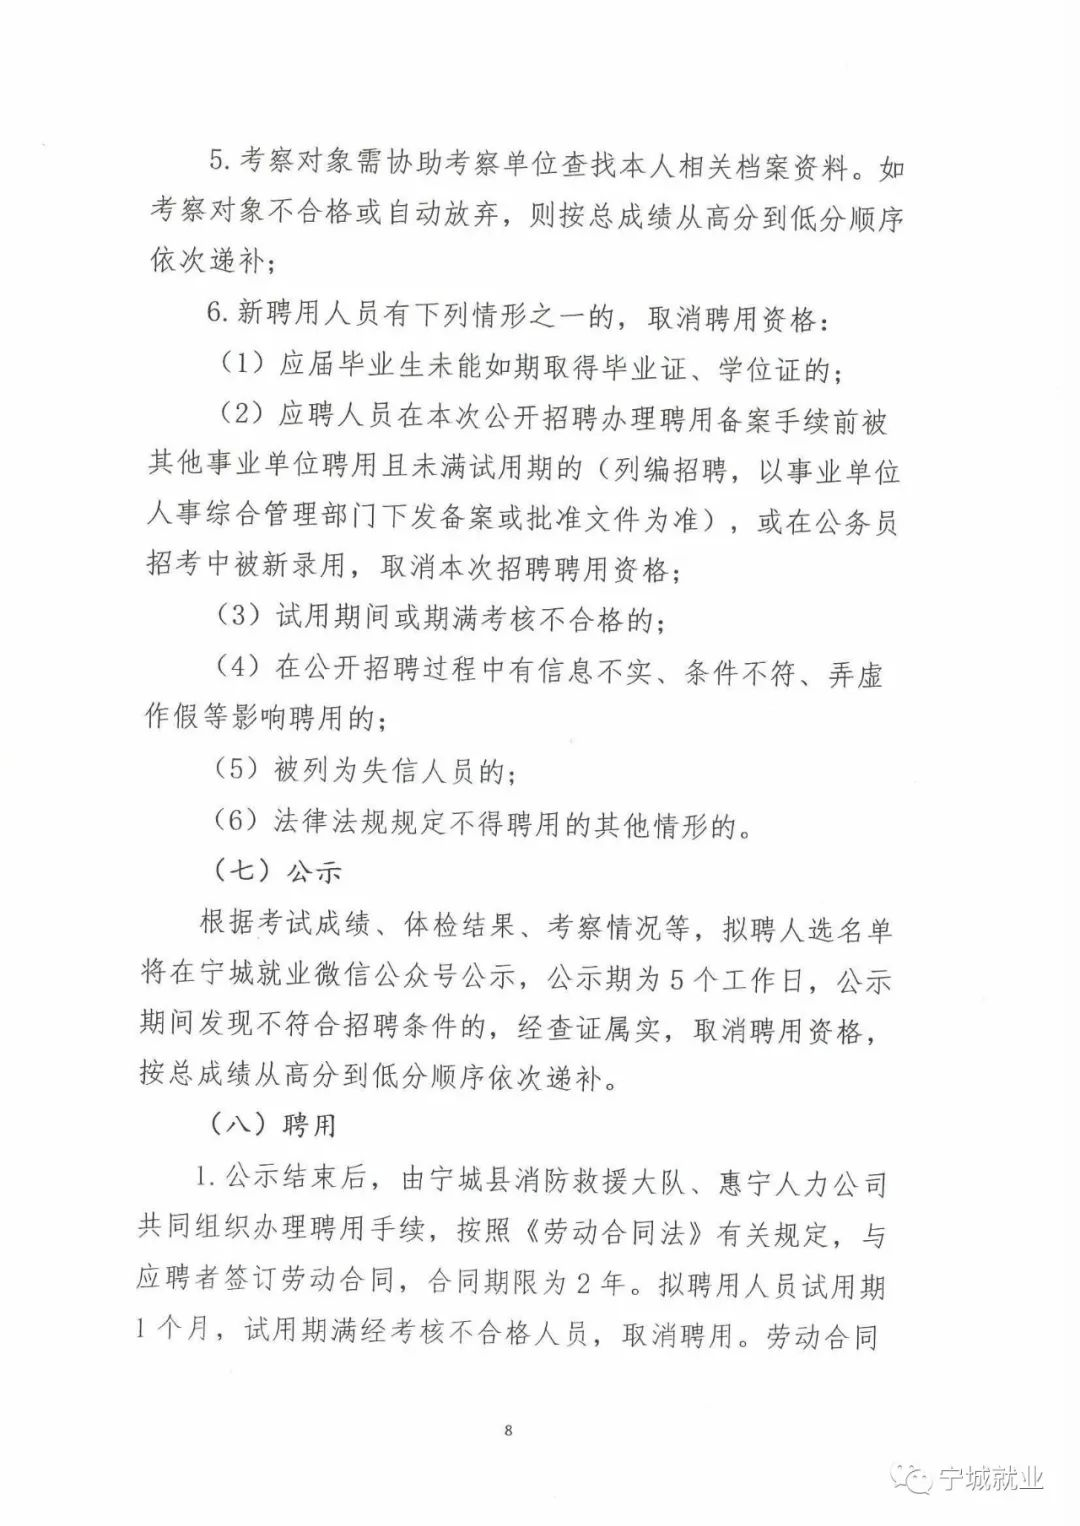 5. 考察对象需协助考察单位查找本人相关档案资料。如
考察对象不合格或自动放弃，则按总成绩从高分到低分顺序
依次递补；
6. 新聘用人员有下列情形之一的，取消聘用资格：
（1）应届毕业生未能如期取得毕业证、学位证的；
（2）应聘人员在本次公开招聘办理聘用备案手续前被
其他事业单位聘用且未满试用期的（列编招聘，以事业单位
人事综合管理部门下发备案或批准文件为准），或在公务员
招考中被新录用，取消本次招聘聘用资格；
（3）试用期间或期满考核不合格的；
（4）在公开招聘过程中有信息不实、条件不符、弄虚
作假等影响聘用的；
（5）被列为失信人员的；
（6）法律法规规定不得聘用的其他情形的。
（七）公示
根据考试成绩、体检结果、考察情况等，拟聘人选名单
将在宁城就业微信公众号公示，公示期为 5 个工作日，公示
期间发现不符合招聘条件的，经查证属实，取消聘用资格，
按总成绩从高分到低分顺序依次递补。
（八）聘用
1. 公示结束后，由宁城县消防救援大队、惠宁人力公司
共同组织办理聘用手续，按照《劳动合同法》有关规定，与
应聘者签订劳动合同，合同期限为 2 年。拟聘用人员试用期
1 个月，试用期满经考核不合格人员，取消聘用。劳动合同
8
宁城就业